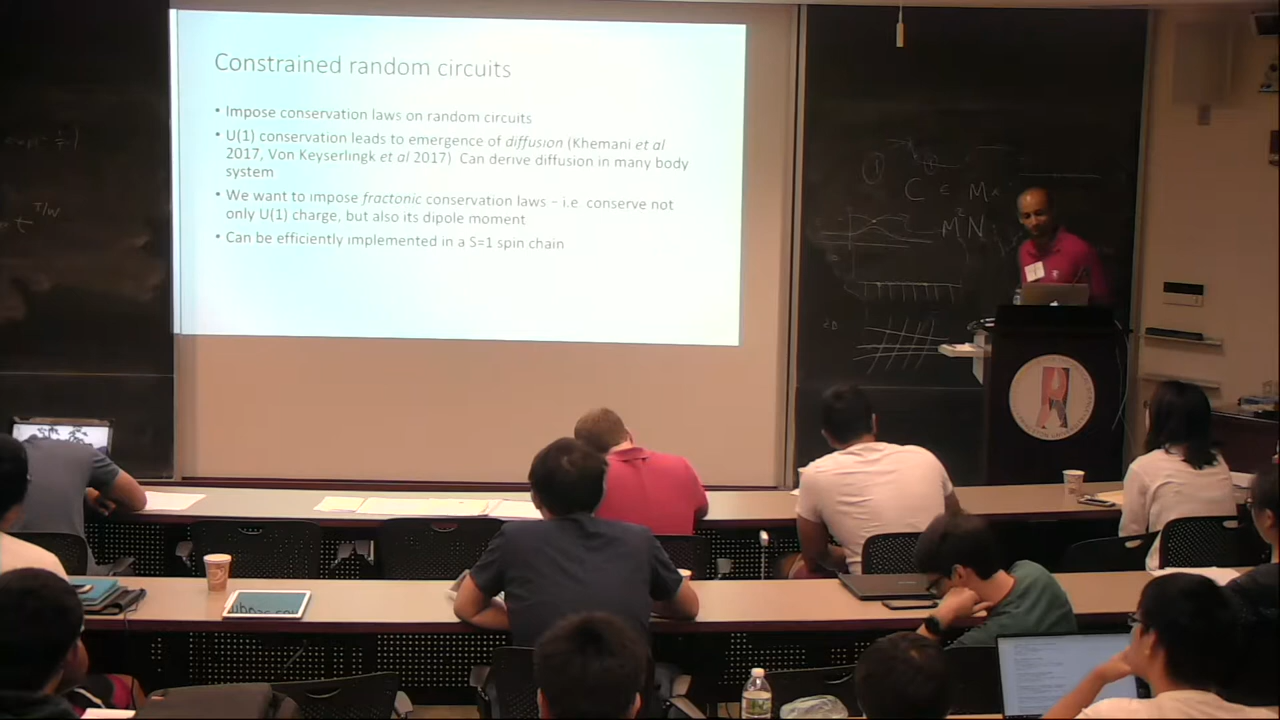 Constrained random circuits
• Impose conservation laws on random circuits
• U(1) conservation leads to emergence of diffusion (Khemani et al
2017, Von Keyserlingk et al 2017) Can derive diffusion in many body
system
• We want to impose fractonic conservation laws – i.e. conserve not
only U(1) charge, but also its dipole moment
• Can be efficiently implemented in a S=1 spin chain
C ∈ M
M²N
2D
T/W